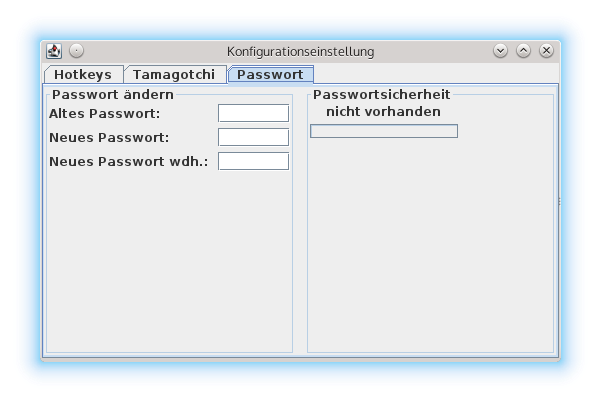 Konfigurationseinstellung
Hotkeys Tamagotchi Passwort
Passwort ändern
Altes Passwort:
Neues Passwort:
Neues Passwort wdh.:
Passwortsicherheit
nicht vorhanden